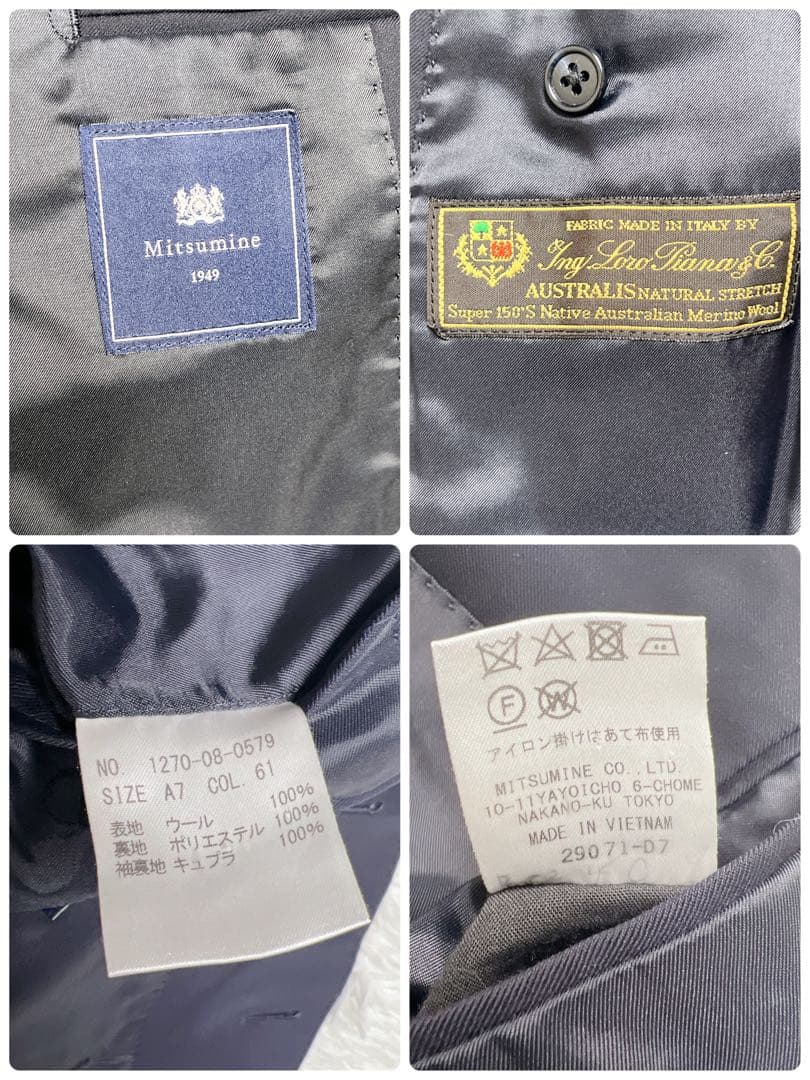 Mitsumine
1949
FABRIC MADE IN ITALY BY
Ing. Loro Piana & C.
AUSTRALIS NATURAL STRETCH
Super 150'S Native Australian Merino Wool
NO. 1270-08-0579
SIZE A7 COL. 61
表地 ウール 100%
裏地 ポリエステル 100%
袖裏地 キュプラ 100%
F W
アイロン掛けはあて布使用
MITSUMINE CO., LTD.
10-11YAYOICHO 6-CHOME
NAKANO-KU TOKYO
MADE IN VIETNAM
29071-D7